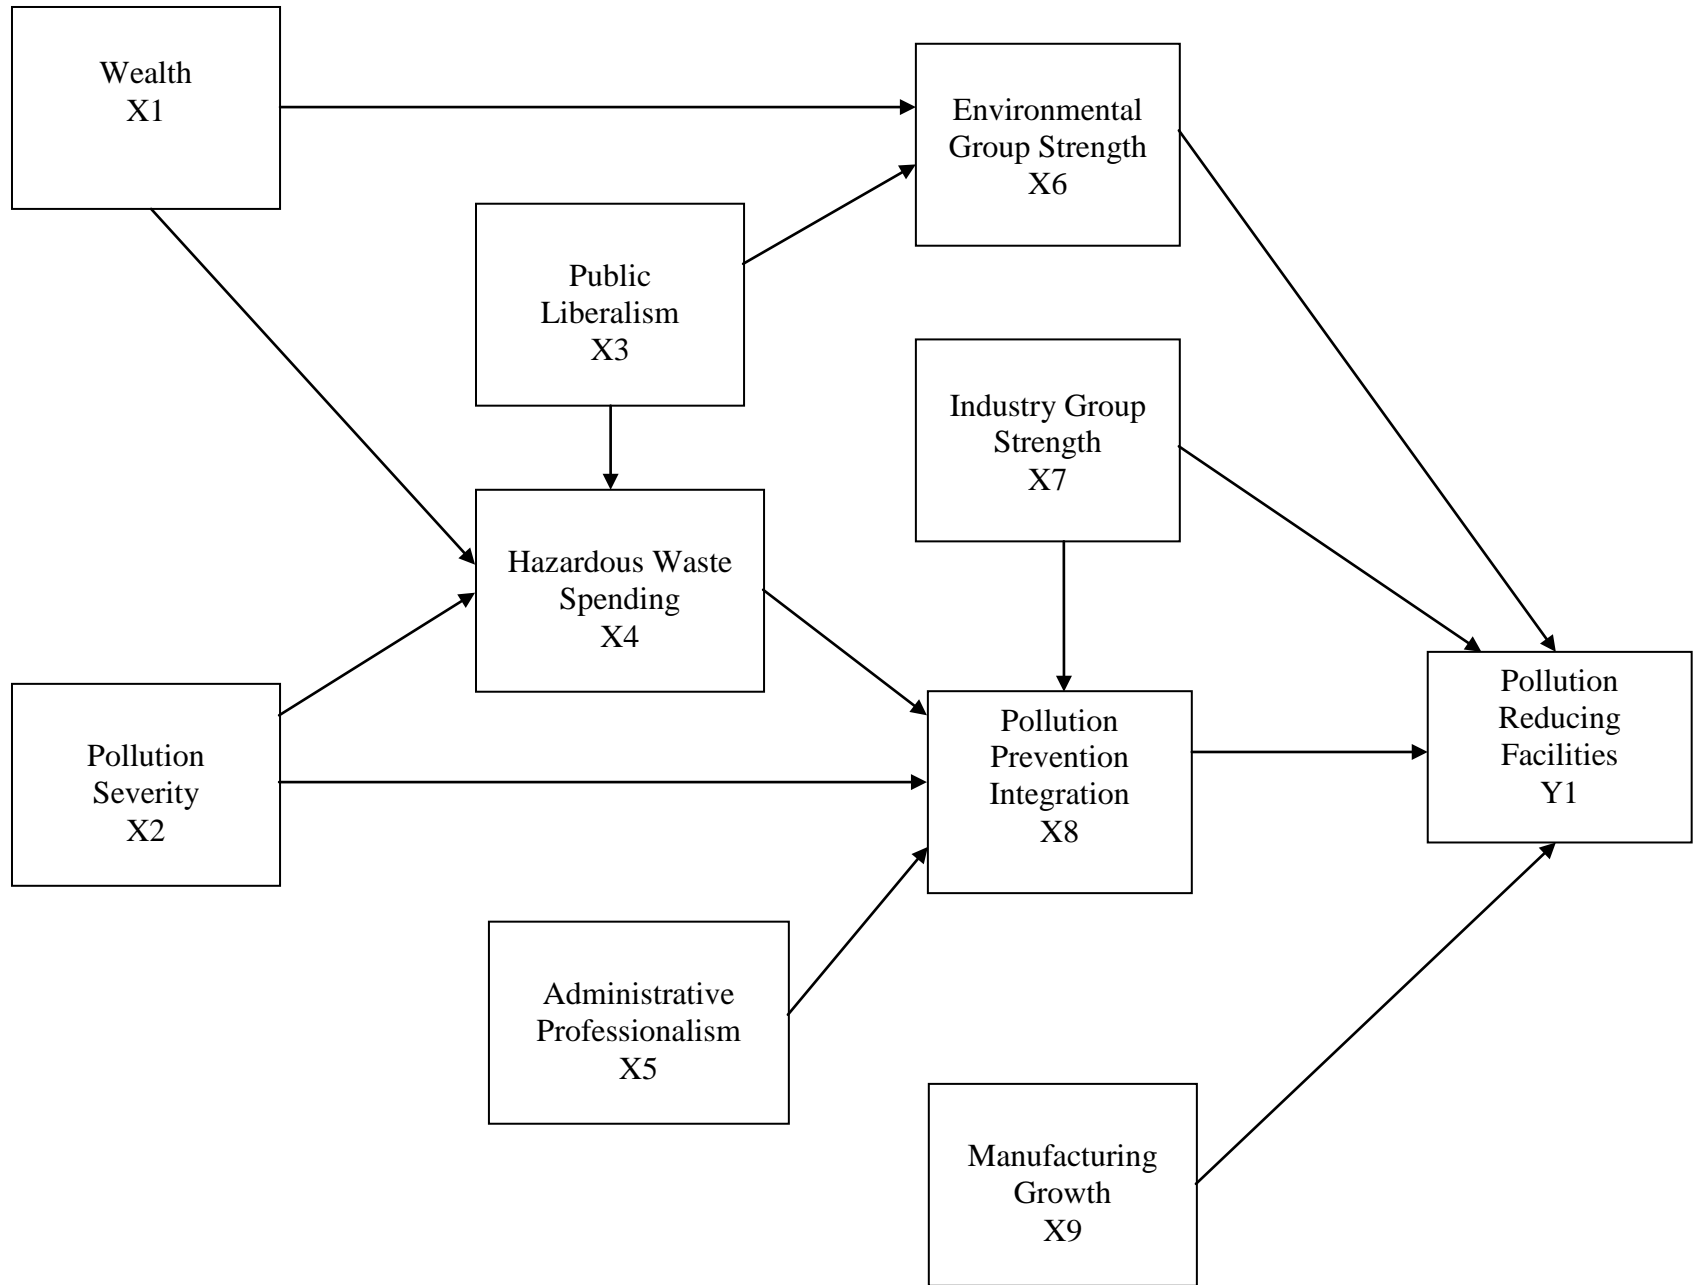 Wealth
X1
Environmental
Group Strength
X6
Public
Liberalism
X3
Industry Group
Strength
X7
Hazardous Waste
Spending
X4
Pollution
Severity
X2
Pollution
Prevention
Integration
X8
Pollution
Reducing
Facilities
Y1
Administrative
Professionalism
X5
Manufacturing
Growth
X9